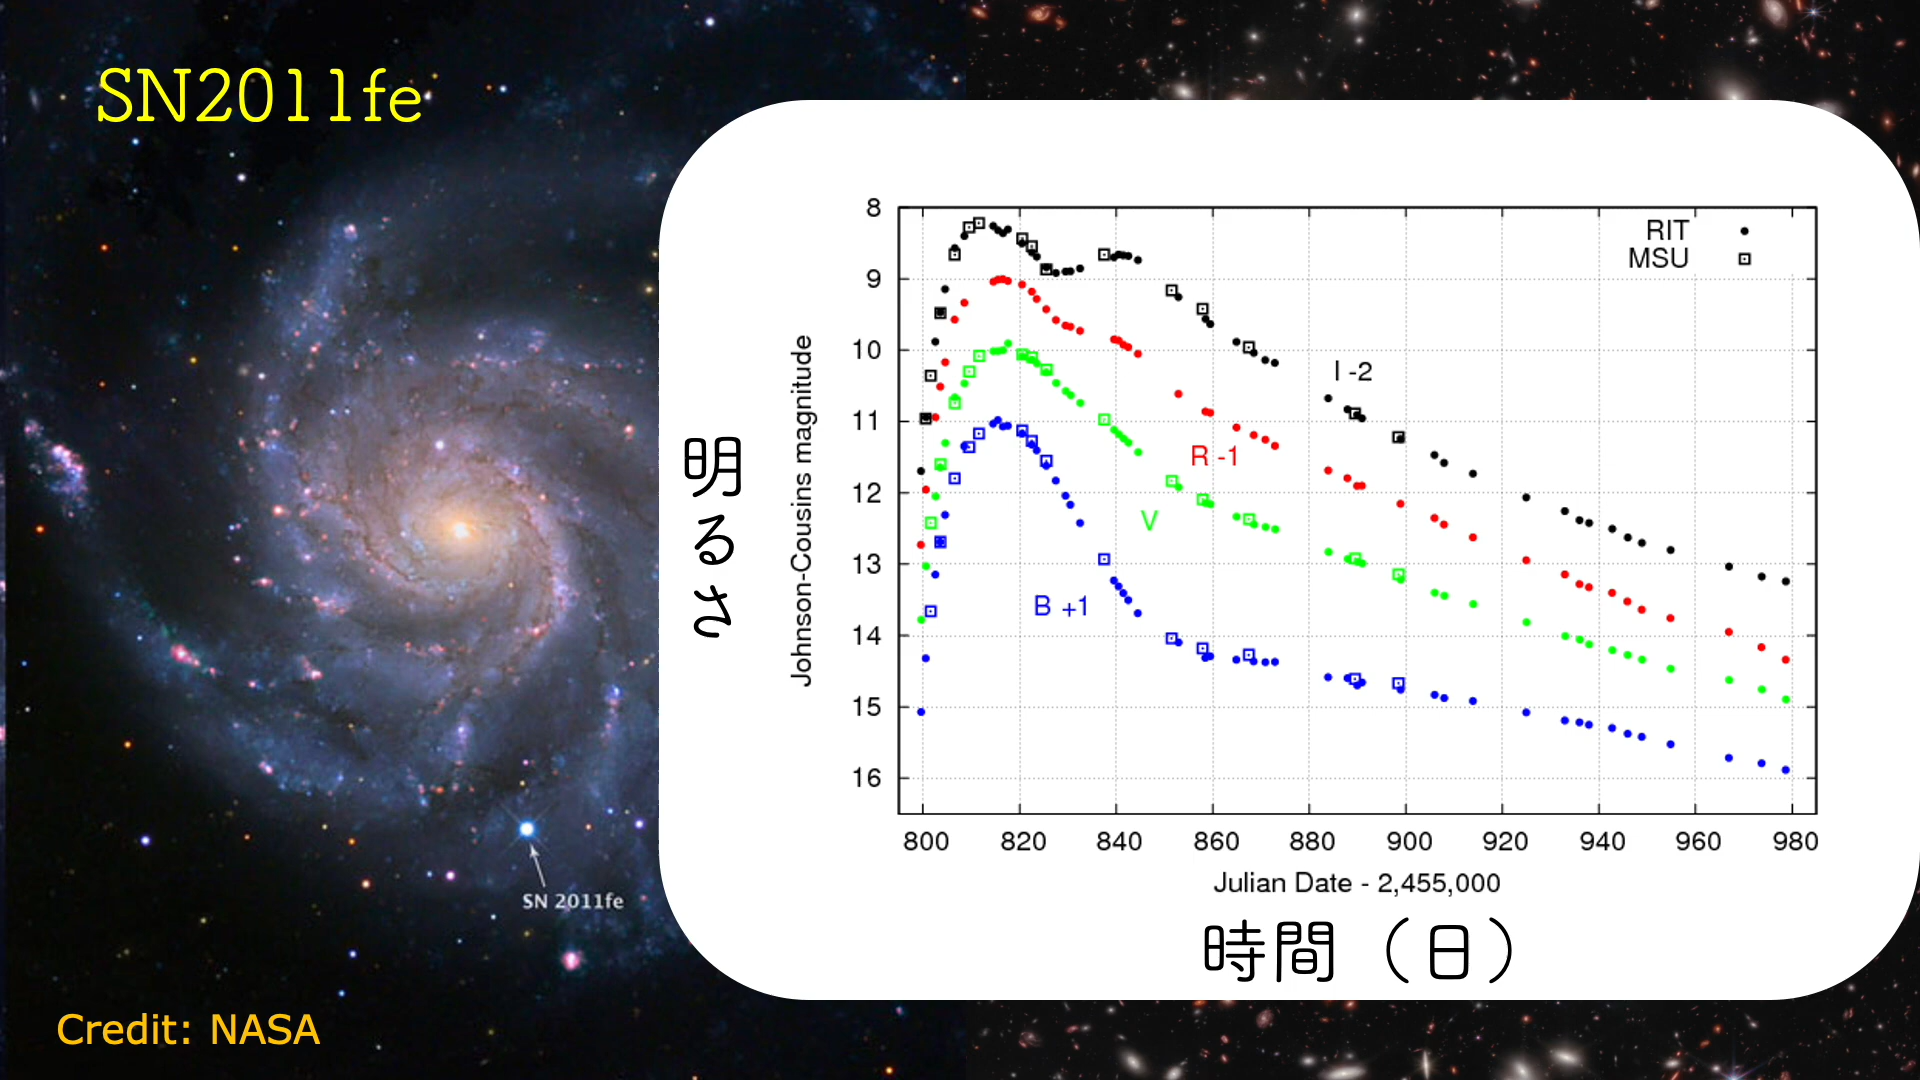 SN2011fe
SN 2011fe
Credit: NASA
明るさ
Johnson-Cousins magnitude
8
9
10
11
12
13
14
15
16
RIT
MSU
I -2
R -1
V
B +1
800 820 840 860 880 900 920 940 960 980
Julian Date - 2,455,000
時間（日）